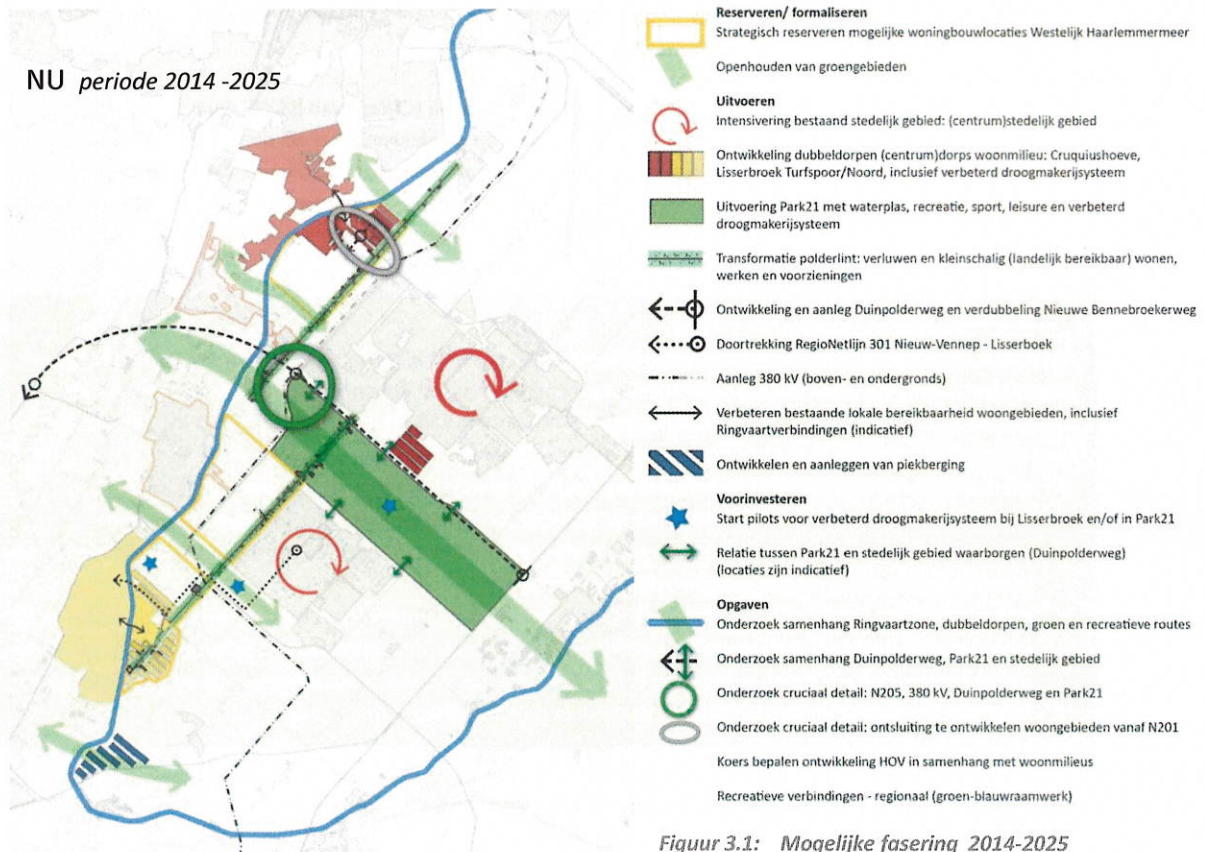 NU periode 2014 -2025
Reserveren/ formaliseren
Strategisch reserveren mogelijke woningbouwlocaties Westelijk Haarlemmermeer
Openhouden van groengebieden
Uitvoeren
Intensivering bestaand stedelijk gebied: (centrum)stedelijk gebied
Ontwikkeling dubbeldorpen (centrum)dorps woonmilieu: Cruquiushoeve,
Lisserbroek Turfspoor/Noord, inclusief verbeterd droogmakerijsysteem
Uitvoering Park21 met waterplas, recreatie, sport, leisure en verbeterd
droogmakerijsysteem
Transformatie polderlint: verluwen en kleinschalig (landelijk bereikbaar) wonen,
werken en voorzieningen
Ontwikkeling en aanleg Duinpolderweg en verdubbeling Nieuwe Bennebroekerweg
Doortrekking RegioNetlijn 301 Nieuw-Vennep - Lisserboek
Aanleg 380 kV (boven- en ondergronds)
Verbeteren bestaande lokale bereikbaarheid woongebieden, inclusief
Ringvaartverbindingen (indicatief)
Ontwikkelen en aanleggen van piekberging
Voorinvesteren
Start pilots voor verbeterd droogmakerijsysteem bij Lisserbroek en/of in Park21
Relatie tussen Park21 en stedelijk gebied waarborgen (Duinpolderweg)
(locaties zijn indicatief)
Opgaven
Onderzoek samenhang Ringvaartzone, dubbeldorpen, groen en recreatieve routes
Onderzoek samenhang Duinpolderweg, Park21 en stedelijk gebied
Onderzoek cruciaal detail: N205, 380 kV, Duinpolderweg en Park21
Onderzoek cruciaal detail: ontsluiting te ontwikkelen woongebieden vanaf N201
Koers bepalen ontwikkeling HOV in samenhang met woonmilieus
Recreatieve verbindingen - regionaal (groen-blauwraamwerk)
Figuur 3.1: Mogelijke fasering 2014-2025